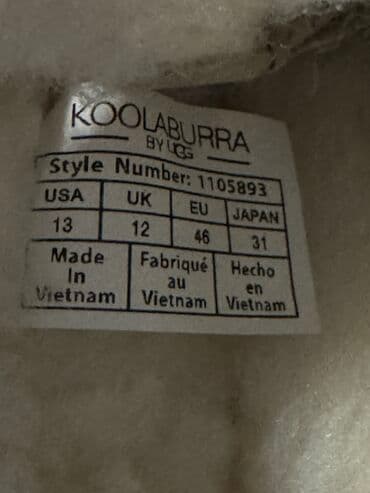 KOOLABURRA
BY UGG
Style Number: 1105893
USA UK EU JAPAN
13 12 46 31
Made In Vietnam
Fabriqué au Vietnam
Hecho en Vietnam